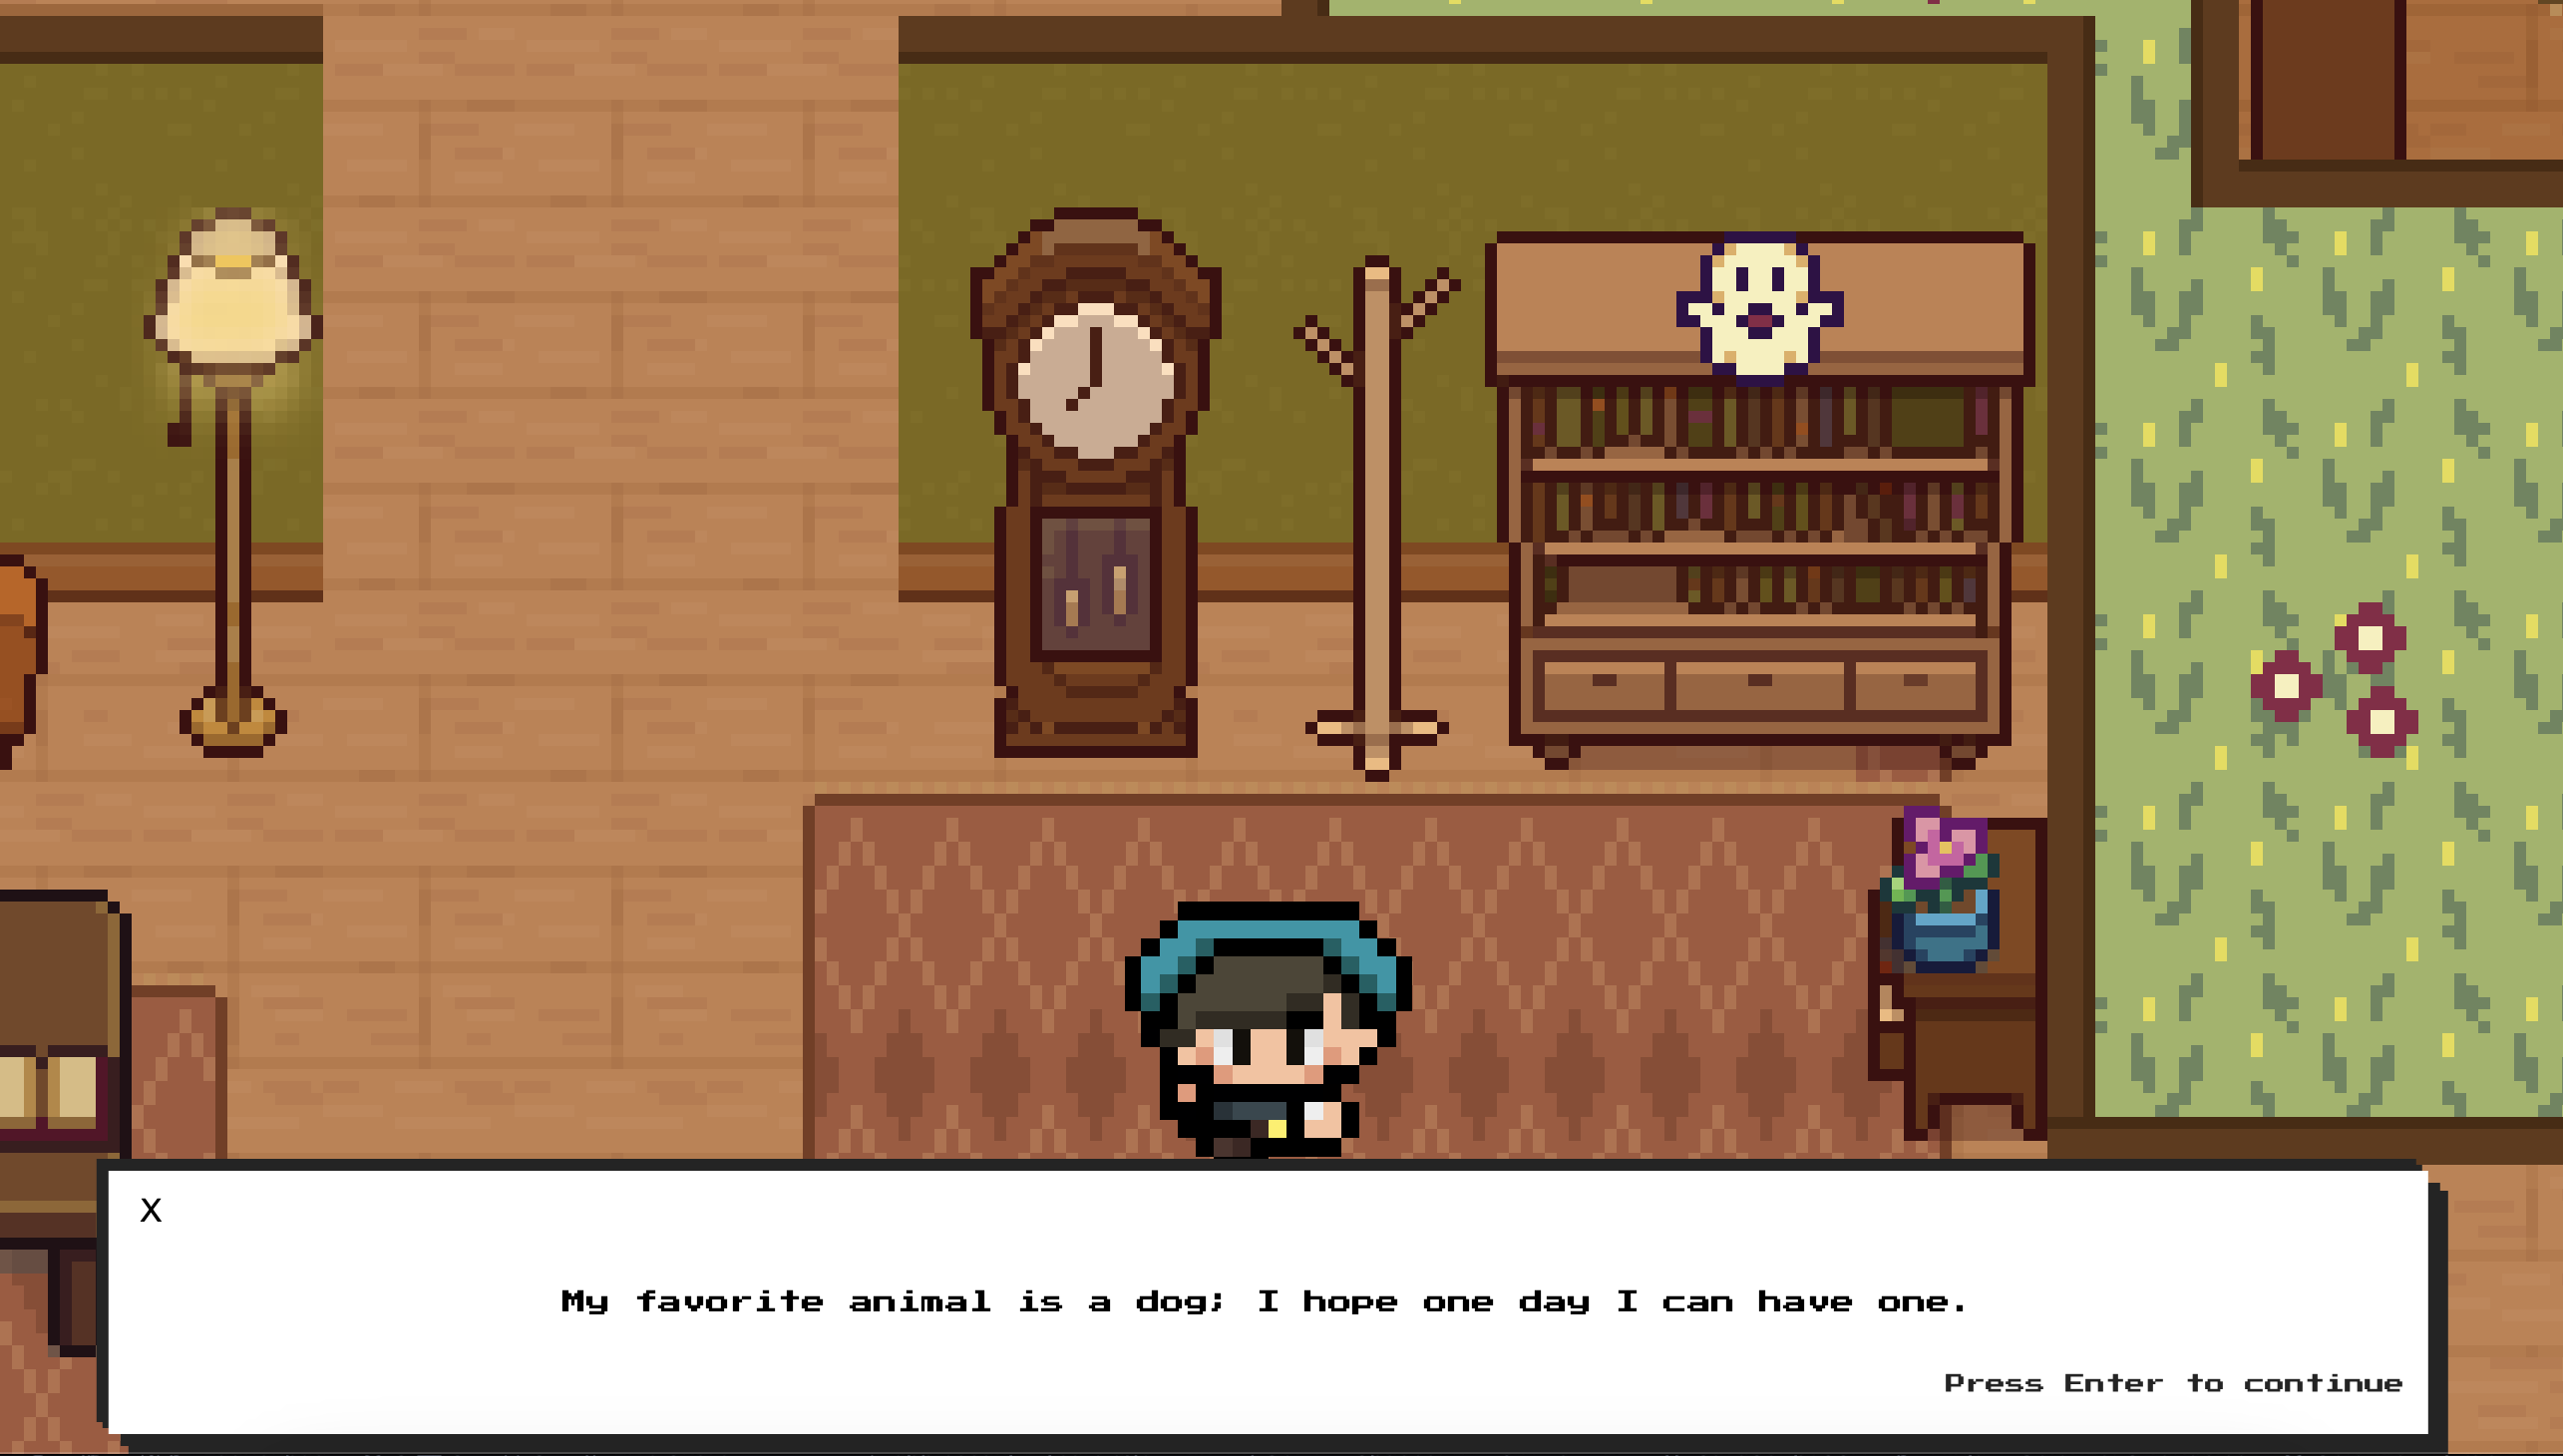 X
My favorite animal is a dog; I hope one day I can have one.
Press Enter to continue